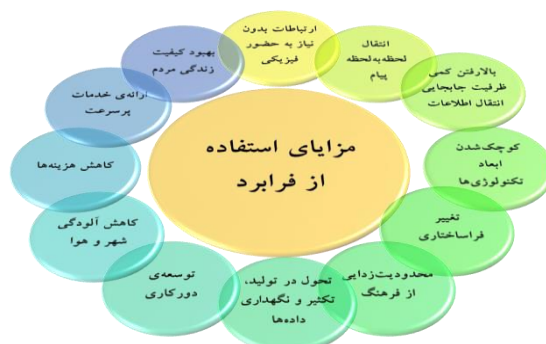 مزایای استفاده
از فرابرد
ارتباطات بدون
نیاز به حضور
فیزیکی
انتقال
لحظه‌به‌لحظه
پیام
بالارفتن کمی
ظرفیت جابجایی
انتقال اطلاعات
کوچک‌شدن
ابعاد
تکنولوژی‌ها
تغییر
فراساختاری
محدودیت‌زدایی
از فرهنگ
تحول در تولید،
تکثیر و نگهداری
داده‌ها
توسعه‌ی
دورکاری
کاهش آلودگی
شهر و هوا
کاهش هزینه‌ها
ارائه‌ی خدمات
پرسرعت
بهبود کیفیت
زندگی مردم